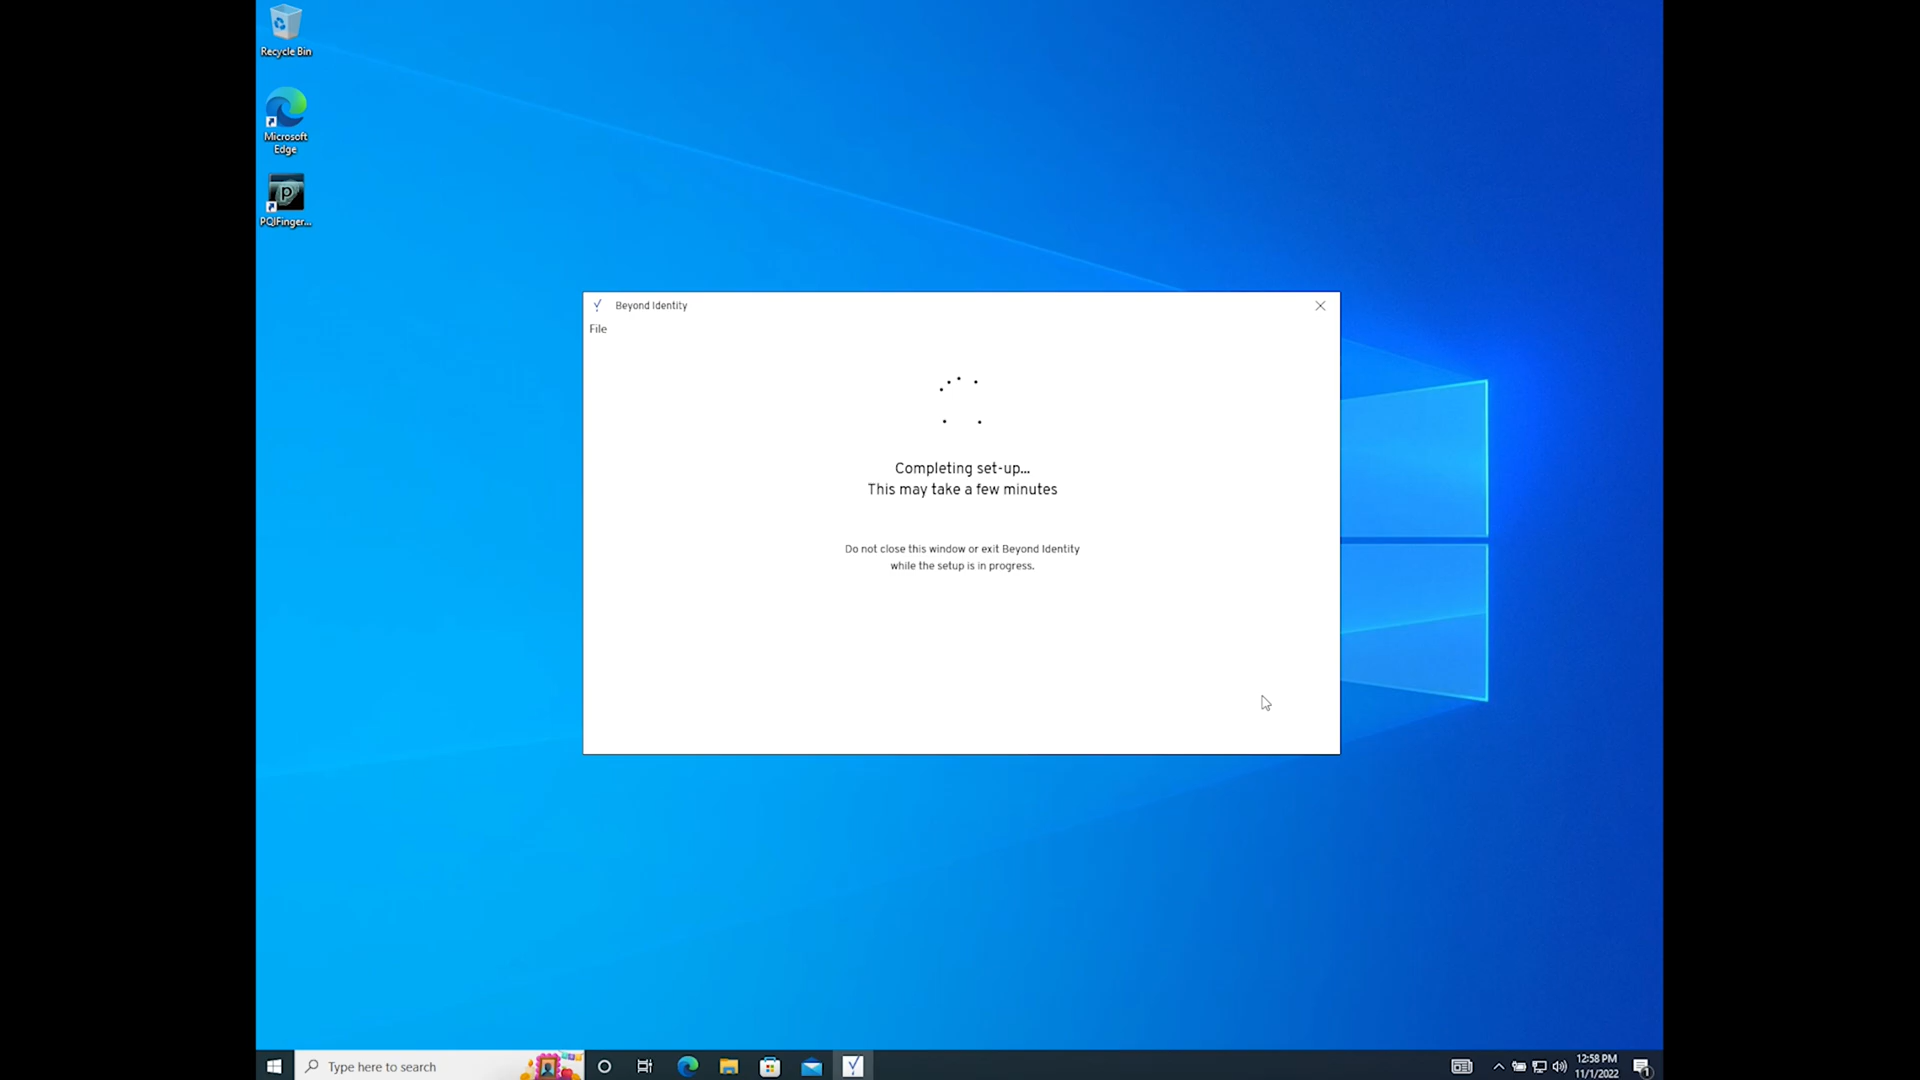 Recycle Bin
Microsoft
Edge
PQIFinger...
Beyond Identity
File
Completing set-up...
This may take a few minutes
Do not close this window or exit Beyond Identity
while the setup is in progress.
Type here to search
12:58 PM
11/1/2022
1